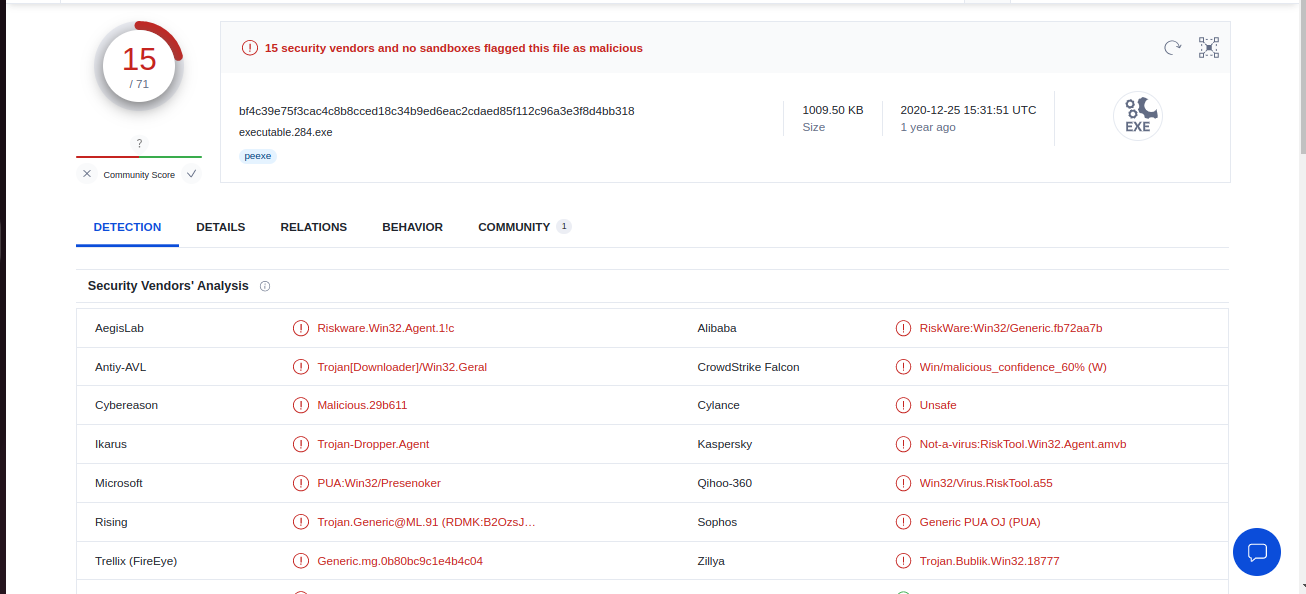 15
/ 71
?
Community Score
15 security vendors and no sandboxes flagged this file as malicious
bf4c39e75f3cac4c8b8cced18c34b9ed6eac2cdaed85f112c96a3e3f8d4bb318
executable.284.exe
peexe
1009.50 KB
Size
2020-12-25 15:31:51 UTC
1 year ago
EXE
DETECTION DETAILS RELATIONS BEHAVIOR COMMUNITY 1
Security Vendors' Analysis
AegisLab Riskware.Win32.Agent.1!c Alibaba RiskWare:Win32/Generic.fb72aa7b
Antiy-AVL Trojan[Downloader]/Win32.Geral CrowdStrike Falcon Win/malicious_confidence_60% (W)
Cybereason Malicious.29b611 Cylance Unsafe
Ikarus Trojan-Dropper.Agent Kaspersky Not-a-virus:RiskTool.Win32.Agent.amvb
Microsoft PUA:Win32/Presenoker Qihoo-360 Win32/Virus.RiskTool.a55
Rising Trojan.Generic@ML.91 (RDMK:B2OzsJ… Sophos Generic PUA OJ (PUA)
Trellix (FireEye) Generic.mg.0b80bc9c1e4b4c04 Zillya Trojan.Bublik.Win32.18777